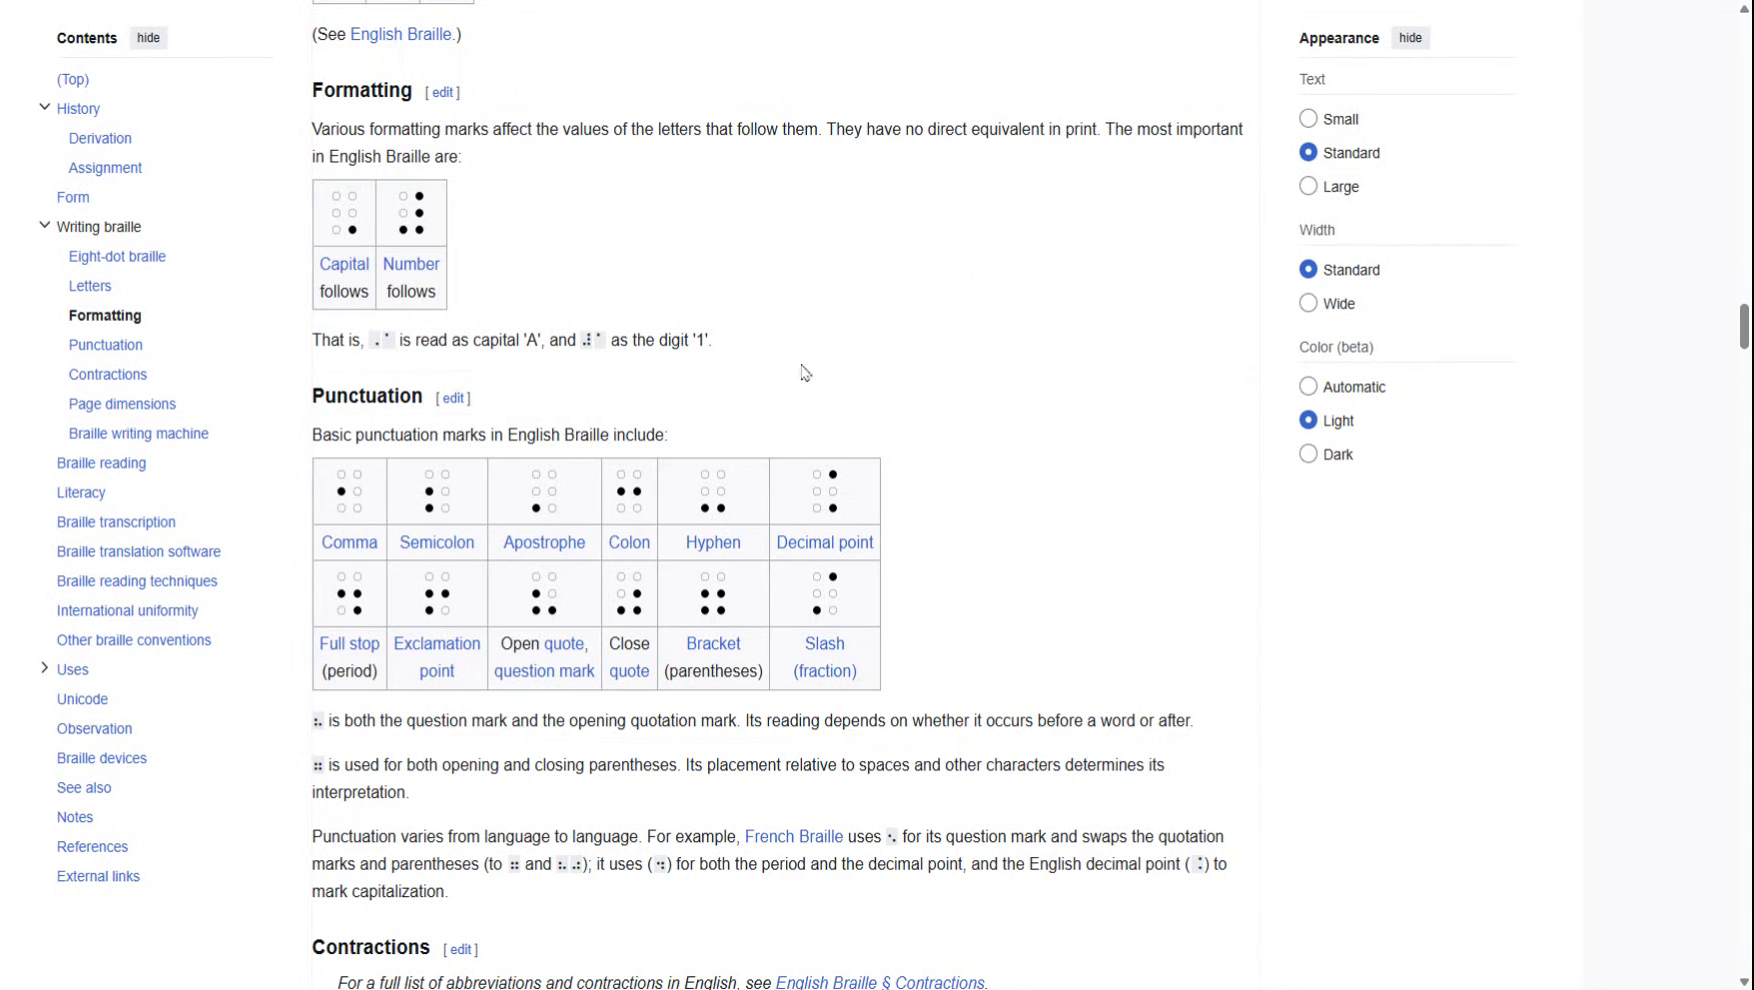 (See English Braille.)
Contents hide
(Top)
History
Derivation
Assignment
Form
Writing braille
Eight-dot braille
Letters
Formatting
Punctuation
Contractions
Page dimensions
Braille writing machine
Braille reading
Literacy
Braille transcription
Braille translation software
Braille reading techniques
International uniformity
Other braille conventions
Uses
Unicode
Observation
Braille devices
See also
Notes
References
External links
Formatting [ edit ]
Various formatting marks affect the values of the letters that follow them. They have no direct equivalent in print. The most important
in English Braille are:
⠠ ⠼
Capital Number
follows follows
That is, ⠠⠁ is read as capital 'A', and ⠼⠁ as the digit '1'.
Punctuation [ edit ]
Basic punctuation marks in English Braille include:
⠂ ⠆ ⠄ ⠒ ⠤ ⠨
Comma Semicolon Apostrophe Colon Hyphen Decimal point
⠲ ⠖ ⠦ ⠴ ⠶ ⠌
Full stop Exclamation Open quote, Close Bracket Slash
(period) point question mark quote (parentheses) (fraction)
⠦ is both the question mark and the opening quotation mark. Its reading depends on whether it occurs before a word or after.
⠶ is used for both opening and closing parentheses. Its placement relative to spaces and other characters determines its
interpretation.
Punctuation varies from language to language. For example, French Braille uses ⠢ for its question mark and swaps the quotation
marks and parentheses (to ⠶ and ⠦⠴); it uses (⠲) for both the period and the decimal point, and the English decimal point (⠨) to
mark capitalization.
Contractions [ edit ]
For a full list of abbreviations and contractions in English, see English Braille § Contractions.
Appearance hide
Text
Small
Standard
Large
Width
Standard
Wide
Color (beta)
Automatic
Light
Dark